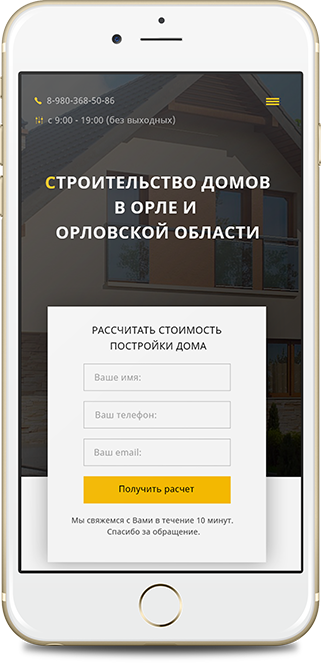 8-980-368-50-86
с 9:00 - 19:00 (без выходных)
СТРОИТЕЛЬСТВО ДОМОВ
В ОРЛЕ И
ОРЛОВСКОЙ ОБЛАСТИ
РАССЧИТАТЬ СТОИМОСТЬ
ПОСТРОЙКИ ДОМА
Ваше имя:
Ваш телефон:
Ваш email:
Получить расчет
Мы свяжемся с Вами в течение 10 минут.
Спасибо за обращение.